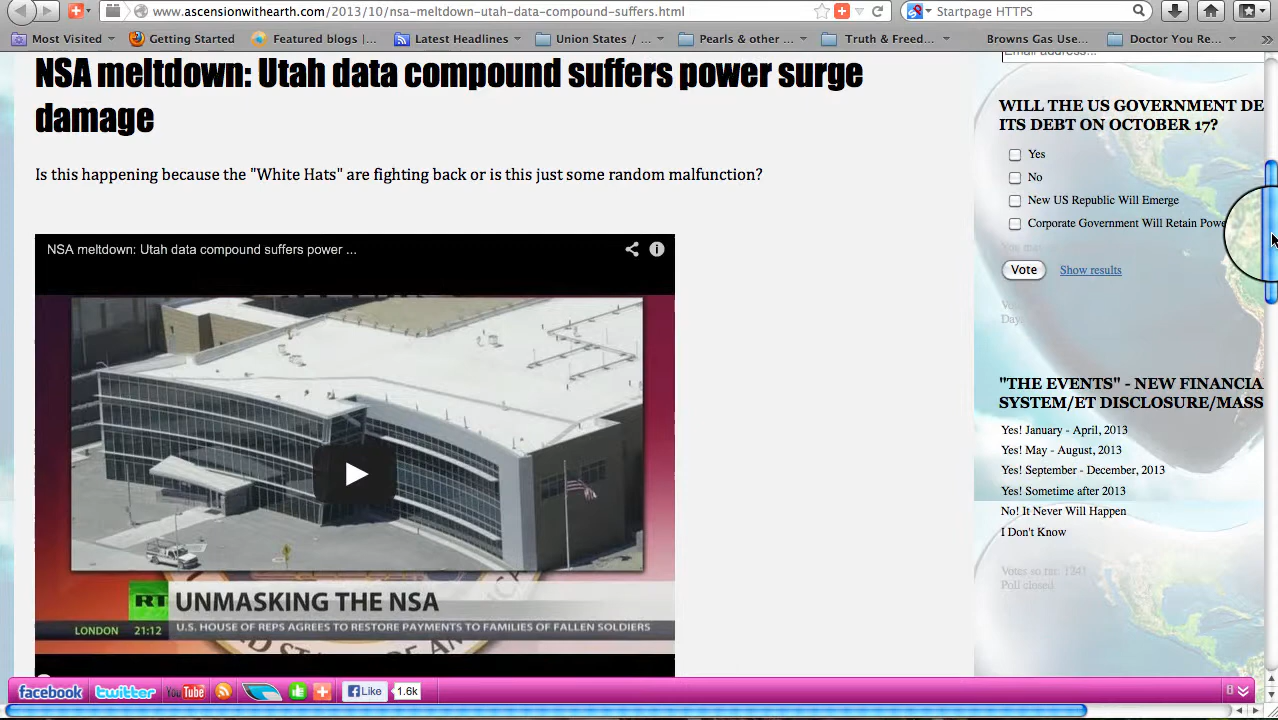 www.ascensionwithearth.com/2013/10/nsa-meltdown-utah-data-compound-suffers.html
Startpage HTTPS
Most Visited
Getting Started
Featured blogs |...
Latest Headlines
Union States / ...
Pearls & other ...
Truth & Freed...
Browns Gas Use...
Doctor You Re...
NSA meltdown: Utah data compound suffers power surge
damage
Is this happening because the "White Hats" are fighting back or is this just some random malfunction?
NSA meltdown: Utah data compound suffers power ...
RT UNMASKING THE NSA
LONDON 21:12 U.S. HOUSE OF REPS AGREES TO RESTORE PAYMENTS TO FAMILIES OF FALLEN SOLDIERS
Email address...
WILL THE US GOVERNMENT DE
ITS DEBT ON OCTOBER 17?
Yes
No
New US Republic Will Emerge
Corporate Government Will Retain Powe
Vote
Show results
"THE EVENTS" - NEW FINANCIA
SYSTEM/ET DISCLOSURE/MASS
Yes! January - April, 2013
Yes! May - August, 2013
Yes! September - December, 2013
Yes! Sometime after 2013
No! It Never Will Happen
I Don't Know
Votes so far: 1241
Poll closed
facebook
twitter
YouTube
Like
1.6k